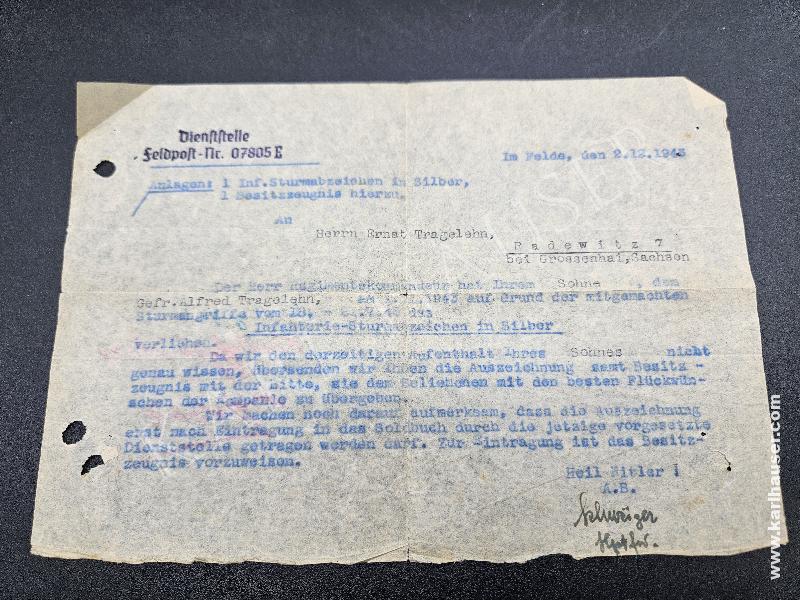 Dienststelle
Feldpost-Nr. 07805 E
Im Felde, den 2.12.1943
Anlagen: 1 Inf.Sturmabzeichen in Silber,
1 Besitzzeugnis hierzu.
An
Herrn Ernst Tragelehn,
Radewitz 7
bei Grossenhai,Sachsen
Der Herr Regimentskommandeur hat Ihrem Sohne, dem
Gefr.Alfred Tragelehn, 1943 auf Grund der mitgemachten
Sturmangriffe vom 18. - das
Infanterie-Sturmabzeichen in Silber
verliehen.
Da wir den derzeitigen Aufenthalt Ihres Sohnes nicht
genau wissen, übersenden wir Ihnen die Auszeichnung samt Besitz-
zeugnis mit der Bitte, sie dem Beliehenen mit den besten Flückwün-
schen der Kompanie zu übergeben.
Wir machen noch darauf aufmerksam, dass die Auszeichnung
erst nach Eintragung in das Soldbuch durch die jetzige vorgesetzte
Dienststelle getragen werden darf. Zur Eintragung ist das Besitz-
zeugnis vorzuweisen.
Heil Hitler !
A.B.
www.karlhauser.com